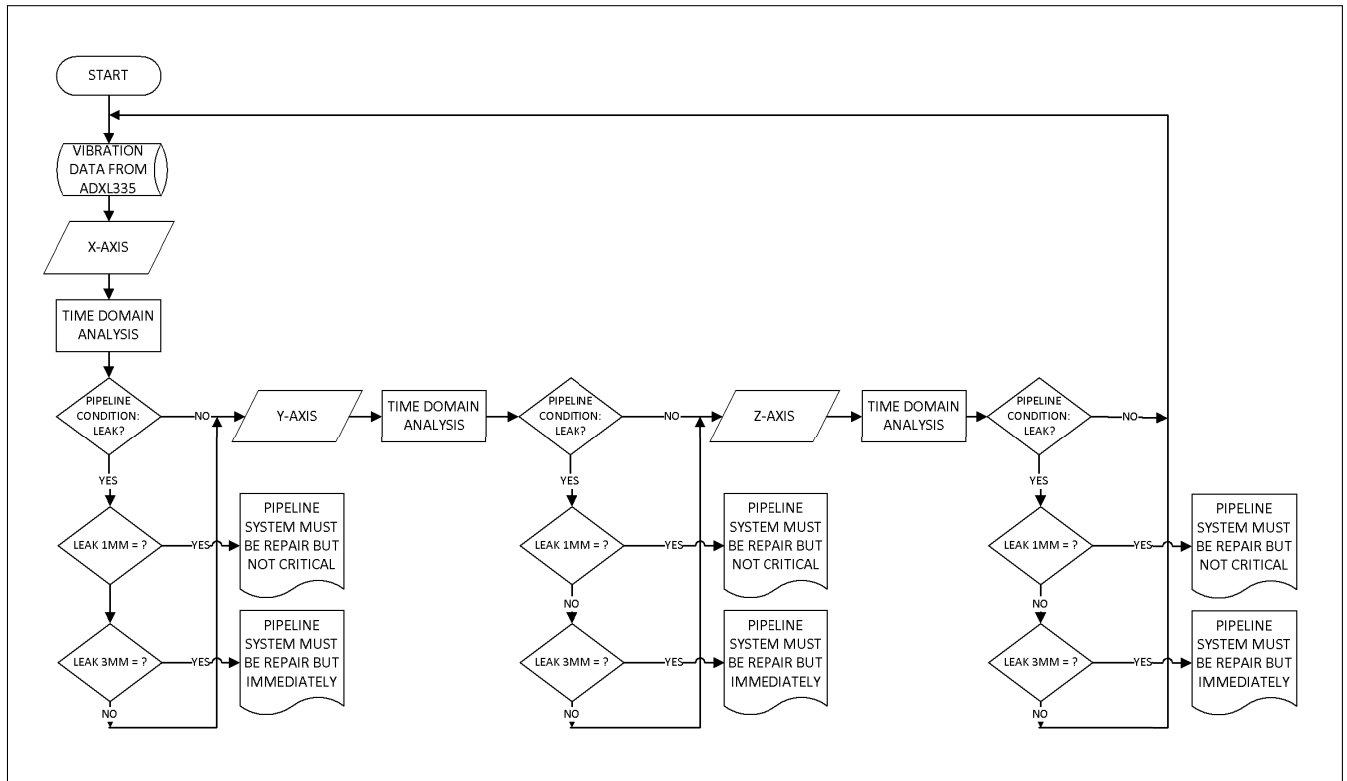 START
VIBRATION
DATA FROM
ADXL335
X-AXIS
TIME DOMAIN
ANALYSIS
PIPELINE
CONDITION:
LEAK?
NO
Y-AXIS
TIME DOMAIN
ANALYSIS
PIPELINE
CONDITION:
LEAK?
NO
Z-AXIS
TIME DOMAIN
ANALYSIS
PIPELINE
CONDITION:
LEAK?
NO
YES
LEAK 1MM = ?
YES
PIPELINE
SYSTEM MUST
BE REPAIR BUT
NOT CRITICAL
LEAK 3MM = ?
YES
PIPELINE
SYSTEM MUST
BE REPAIR BUT
IMMEDIATELY
NO
YES
LEAK 1MM = ?
YES
PIPELINE
SYSTEM MUST
BE REPAIR BUT
NOT CRITICAL
NO
LEAK 3MM = ?
YES
PIPELINE
SYSTEM MUST
BE REPAIR BUT
IMMEDIATELY
NO
YES
LEAK 1MM = ?
YES
PIPELINE
SYSTEM MUST
BE REPAIR BUT
NOT CRITICAL
NO
LEAK 3MM = ?
YES
PIPELINE
SYSTEM MUST
BE REPAIR BUT
IMMEDIATELY
NO